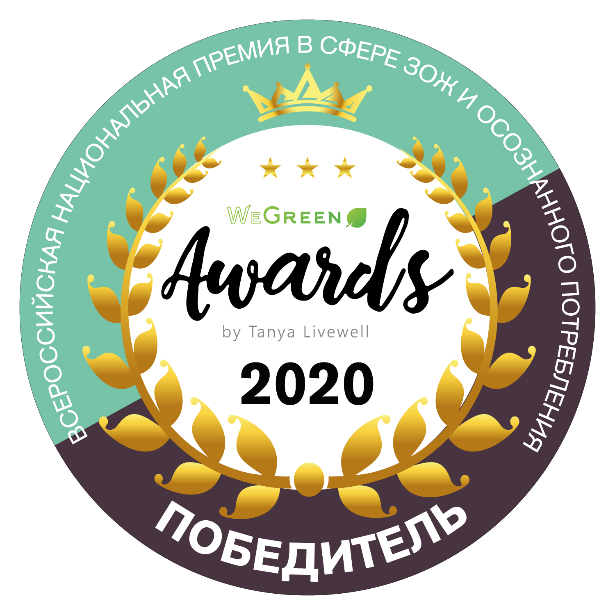 ВСЕРОССИЙСКАЯ НАЦИОНАЛЬНАЯ ПРЕМИЯ В СФЕРЕ ЗОЖ И ОСОЗНАННОГО ПОТРЕБЛЕНИЯ
WEGREEN
Awards
by Tanya Livewell
2020
ПОБЕДИТЕЛЬ